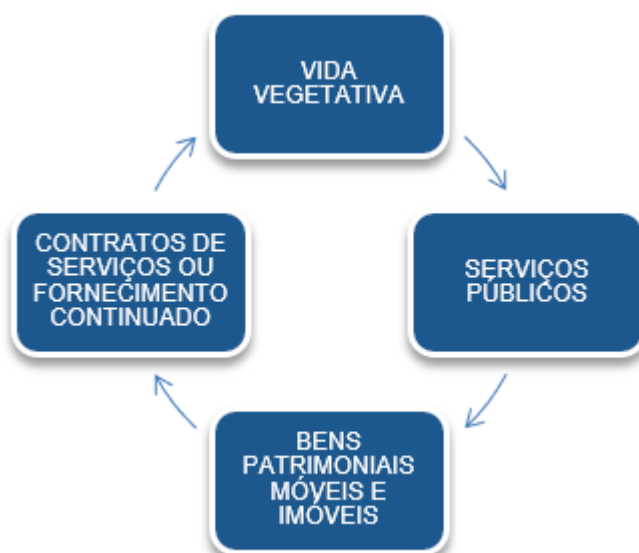 VIDA
VEGETATIVA
CONTRATOS DE
SERVIÇOS OU
FORNECIMENTO
CONTINUADO
SERVIÇOS
PÚBLICOS
BENS
PATRIMONIAIS
MÓVEIS E
IMÓVEIS